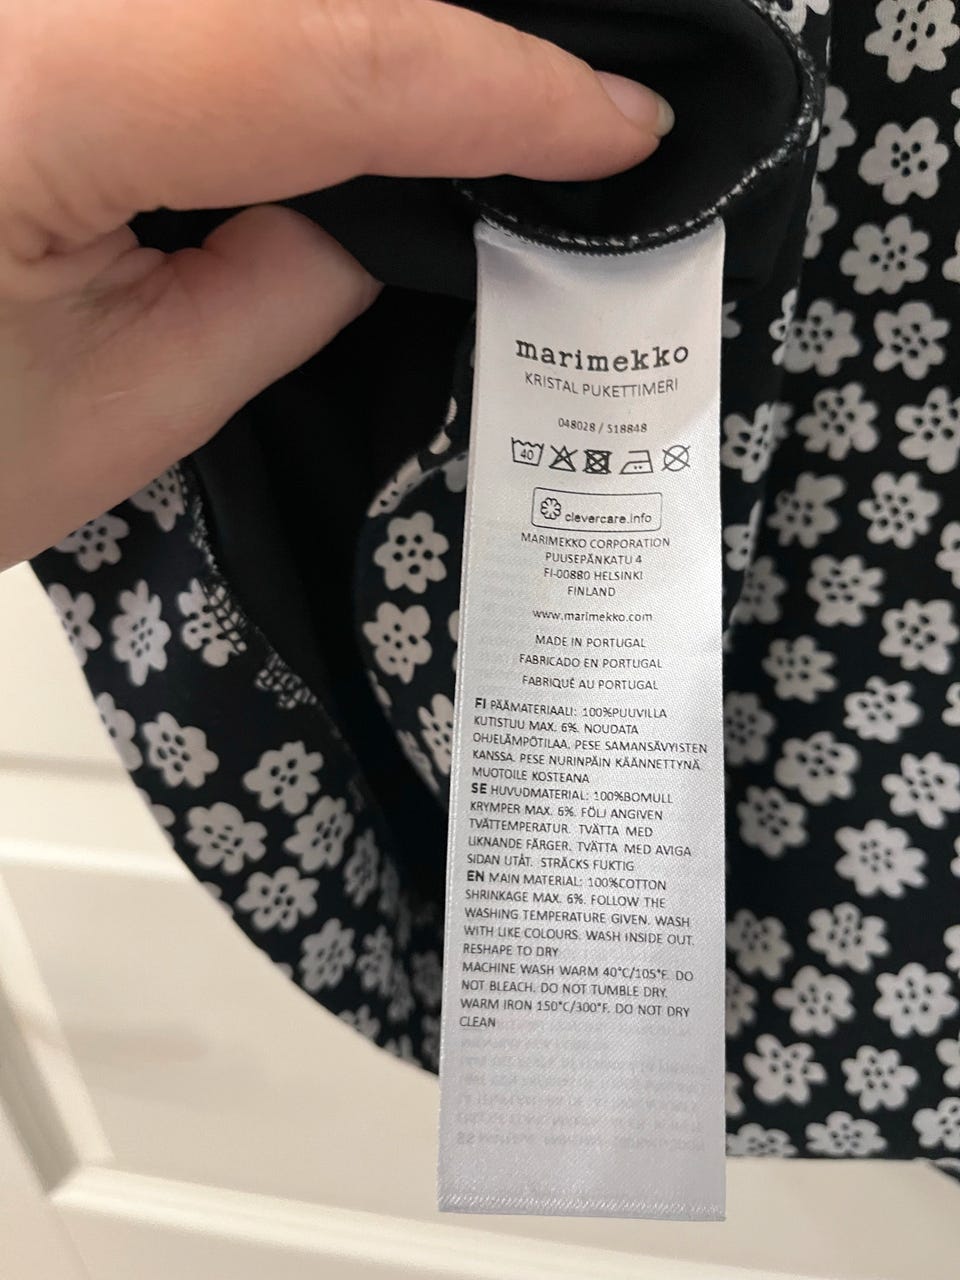 marimekko
KRISTAL PUKETTIMERI
048028 / 518848
40
clevercare.info
MARIMEKKO CORPORATION
PUUSEPÄNKATU 4
FI-00880 HELSINKI
FINLAND
www.marimekko.com
MADE IN PORTUGAL
FABRICADO EN PORTUGAL
FABRIQUÉ AU PORTUGAL
FI PÄÄMATERIAALI: 100%PUUVILLA
KUTISTUU MAX. 6%. NOUDATA
OHJELÄMPÖTILAA. PESE SAMANSÄVYISTEN
KANSSA. PESE NURINPÄIN KÄÄNNETTYNÄ.
MUOTOILE KOSTEANA
SE HUVUDMATERIAL: 100%BOMULL
KRYMPER MAX. 6%. FÖLJ ANGIVEN
TVÄTTEMPERATUR. TVÄTTA MED
LIKNANDE FÄRGER. TVÄTTA MED AVIGA
SIDAN UTÅT. STRÄCKS FUKTIG
EN MAIN MATERIAL: 100%COTTON
SHRINKAGE MAX. 6%. FOLLOW THE
WASHING TEMPERATURE GIVEN. WASH
WITH LIKE COLOURS. WASH INSIDE OUT.
RESHAPE TO DRY
MACHINE WASH WARM 40°C/105°F. DO
NOT BLEACH. DO NOT TUMBLE DRY.
WARM IRON 150°C/300°F. DO NOT DRY
CLEAN